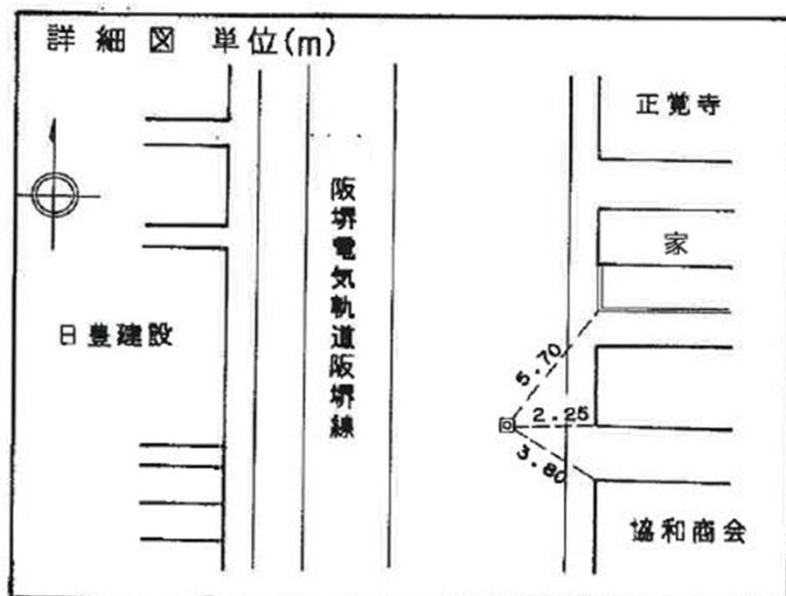 詳細図 単位(m)
正覚寺
阪堺電気軌道阪堺線
家
日豊建設
5.70
2.25
3.80
協和商会